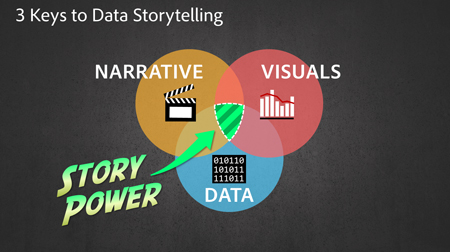 3 Keys to Data Storytelling
NARRATIVE
VISUALS
010110
101011
111011
DATA
STORY
POWER